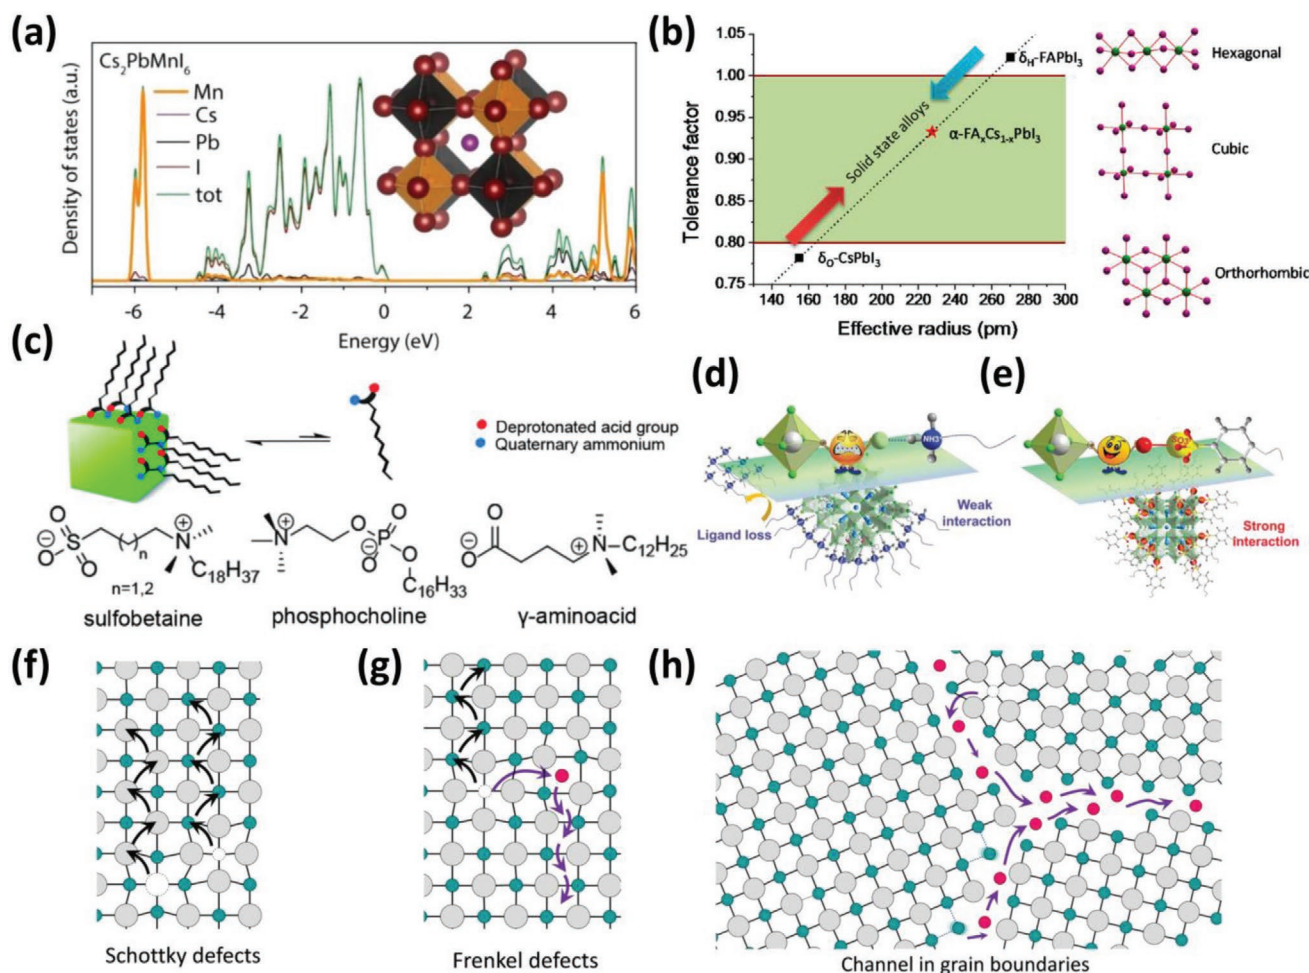 (a)
Cs₂PbMnI₆
Mn
Cs
Pb
I
tot
Density of states (a.u.)
-6 -4 -2 0 2 4 6
Energy (eV)
(b)
Tolerance factor
1.05
1.00
0.95
0.90
0.85
0.80
0.75
δH-FAPbI₃
Solid state alloys
α-FAₓCs₁₋ₓPbI₃
δO-CsPbI₃
140 160 180 200 220 240 260 280 300
Effective radius (pm)
Hexagonal
Cubic
Orthorhombic
(c)
Deprotonated acid group
Quaternary ammonium
O
S
O
O
⊖
n
⊕
N
C₁₈H₃₇
n=1,2
sulfobetaine
⊕
N
O
O
P
⊖
O
O
C₁₆H₃₃
phosphocholine
O
⊖
O
⊕
N
C₁₂H₂₅
γ-aminoacid
(d)
NH3⁺
Ligand loss
Weak
interaction
(e)
Strong
interaction
(f)
Schottky defects
(g)
Frenkel defects
(h)
Channel in grain boundaries